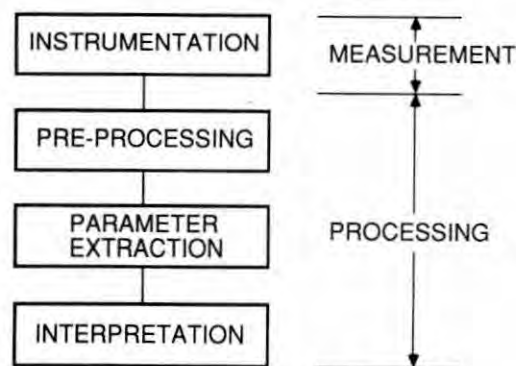 INSTRUMENTATION
MEASUREMENT
PRE-PROCESSING
PARAMETER
EXTRACTION
PROCESSING
INTERPRETATION